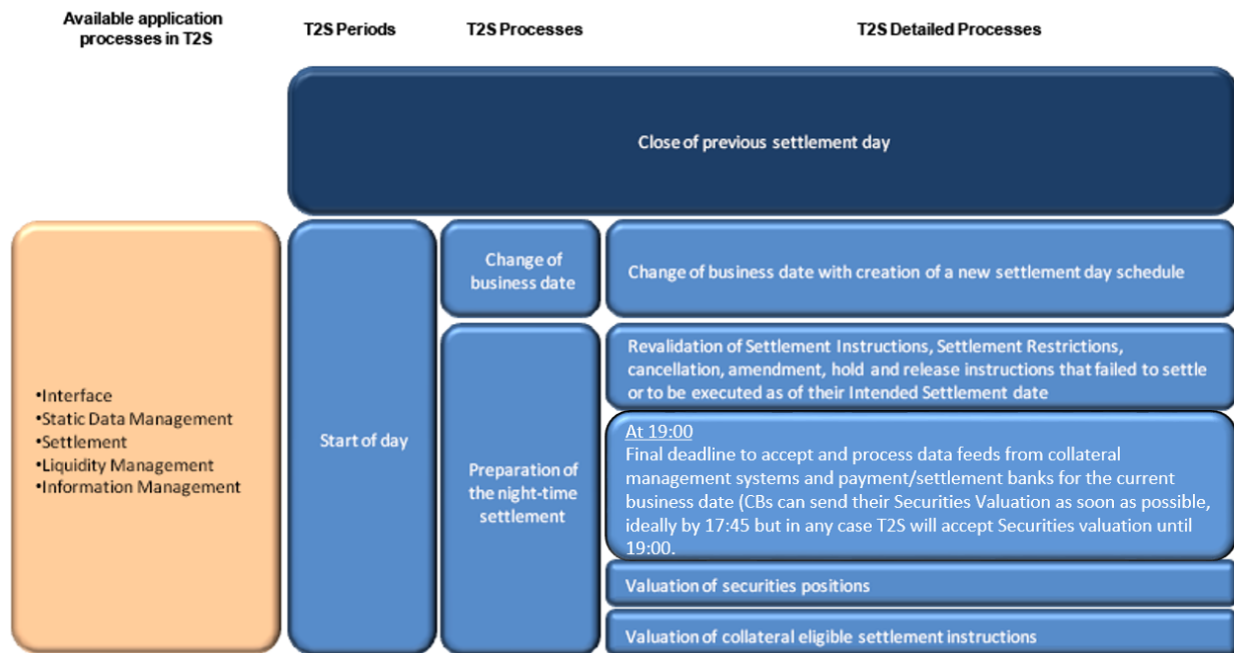 Available application
processes in T2S
T2S Periods
T2S Processes
T2S Detailed Processes
Close of previous settlement day
•Interface
•Static Data Management
•Settlement
•Liquidity Management
•Information Management
Start of day
Change of
business date
Change of business date with creation of a new settlement day schedule
Preparation of
the night-time
settlement
Revalidation of Settlement Instructions, Settlement Restrictions,
cancellation, amendment, hold and release instructions that failed to settle
or to be executed as of their Intended Settlement date
At 19:00
Final deadline to accept and process data feeds from collateral
management systems and payment/settlement banks for the current
business date (CBs can send their Securities Valuation as soon as possible,
ideally by 17:45 but in any case T2S will accept Securities valuation until
19:00.
Valuation of securities positions
Valuation of collateral eligible settlement instructions